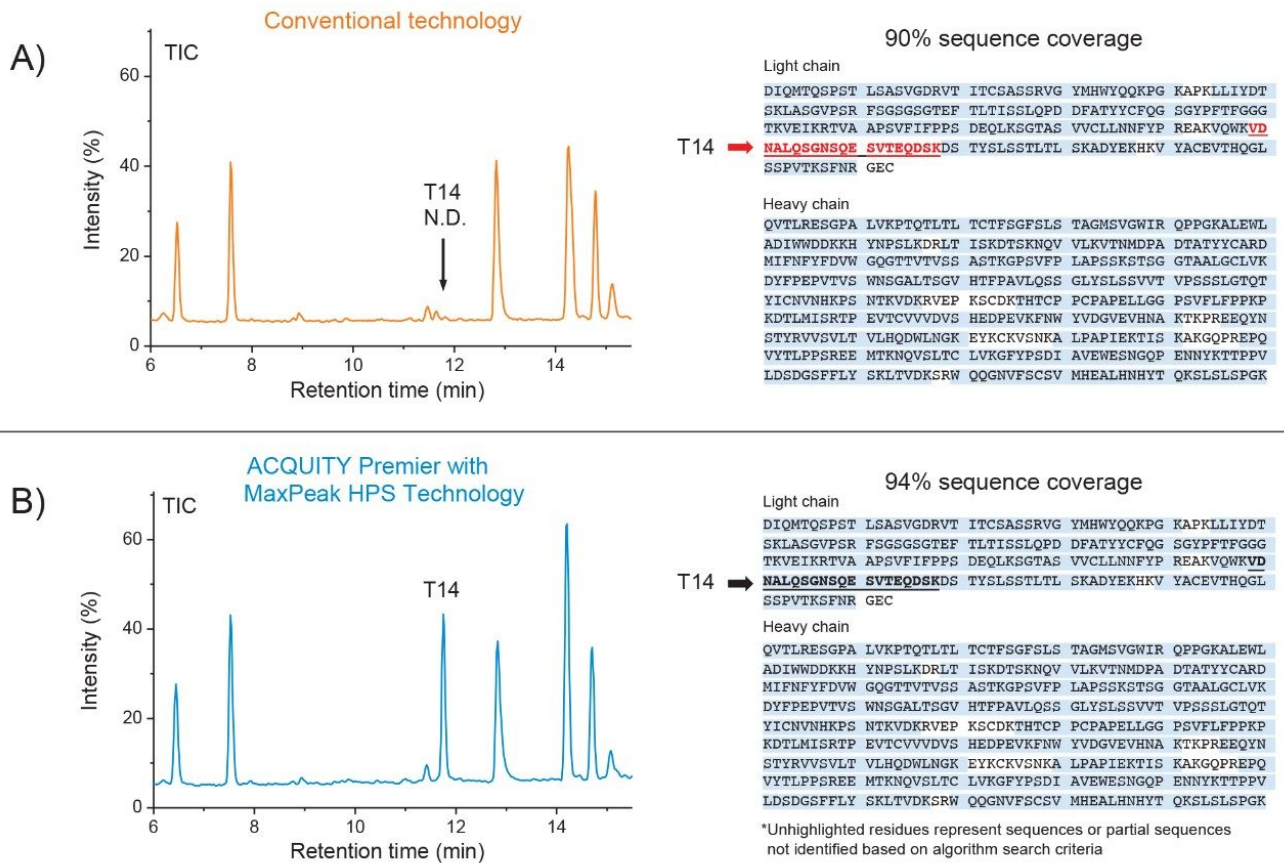 A)
Conventional technology
TIC
Intensity (%)
60
40
20
0
T14
N.D.
6 8 10 12 14
Retention time (min)
90% sequence coverage
Light chain
DIQMTQSPST LSASVGDRVT ITCSASSRVG YMHWYQQKPG KAPKLLIYDT
SKLASGVPSR FSGSGSGTEF TLTISSLQPD DFATYYCFQG SGYPFTFGGG
TKVEIKRTVA APSVFIFPPS DEQLKSGTAS VVCLLNNFYP REAKVQWKVD
T14
NALQSGNSQE SVTEQDSKDS TYSLSSTLTL SKADYEKHKV YACEVTHQGL
SSPVTKSFNR GEC
Heavy chain
QVTLRESGPA LVKPTQTLTL TCTFSGFSLS TAGMSVGWIR QPPGKALEWL
ADIWWDDKKH YNPSLKDRLT ISKDTSKNQV VLKVTNMDPA DTATYYCARD
MIFNFYFDVW GQGTTVTVSS ASTKGPSVFP LAPSSKSTSG GTAALGCLVK
DYFPEPVTVS WNSGALTSGV HTFPAVLQSS GLYSLSSVVT VPSSSLGTQT
YICNVNHKPS NTKVDKRVEP KSCDKTHTCP PCPAPELLGG PSVFLFPPKP
KDTLMISRTP EVTCVVVDVS HEDPEVKFNW YVDGVEVHNA KTKPREEQYN
STYRVVSVLT VLHQDWLNGK EYKCKVSNKA LPAPIEKTIS KAKGQPREPQ
VYTLPPSREE MTKNQVSLTC LVKGFYPSDI AVEWESNGQP ENNYKTTPPV
LDSDGSFFLY SKLTVDKSRW QQGNVFSCSV MHEALHNHYT QKSLSLSPGK
B)
ACQUITY Premier with
MaxPeak HPS Technology
TIC
Intensity (%)
60
40
20
0
T14
6 8 10 12 14
Retention time (min)
94% sequence coverage
Light chain
DIQMTQSPST LSASVGDRVT ITCSASSRVG YMHWYQQKPG KAPKLLIYDT
SKLASGVPSR FSGSGSGTEF TLTISSLQPD DFATYYCFQG SGYPFTFGGG
TKVEIKRTVA APSVFIFPPS DEQLKSGTAS VVCLLNNFYP REAKVQWKVD
T14
NALQSGNSQE SVTEQDSKDS TYSLSSTLTL SKADYEKHKV YACEVTHQGL
SSPVTKSFNR GEC
Heavy chain
QVTLRESGPA LVKPTQTLTL TCTFSGFSLS TAGMSVGWIR QPPGKALEWL
ADIWWDDKKH YNPSLKDRLT ISKDTSKNQV VLKVTNMDPA DTATYYCARD
MIFNFYFDVW GQGTTVTVSS ASTKGPSVFP LAPSSKSTSG GTAALGCLVK
DYFPEPVTVS WNSGALTSGV HTFPAVLQSS GLYSLSSVVT VPSSSLGTQT
YICNVNHKPS NTKVDKRVEP KSCDKTHTCP PCPAPELLGG PSVFLFPPKP
KDTLMISRTP EVTCVVVDVS HEDPEVKFNW YVDGVEVHNA KTKPREEQYN
STYRVVSVLT VLHQDWLNGK EYKCKVSNKA LPAPIEKTIS KAKGQPREPQ
VYTLPPSREE MTKNQVSLTC LVKGFYPSDI AVEWESNGQP ENNYKTTPPV
LDSDGSFFLY SKLTVDKSRW QQGNVFSCSV MHEALHNHYT QKSLSLSPGK
*Unhighlighted residues represent sequences or partial sequences
not identified based on algorithm search criteria